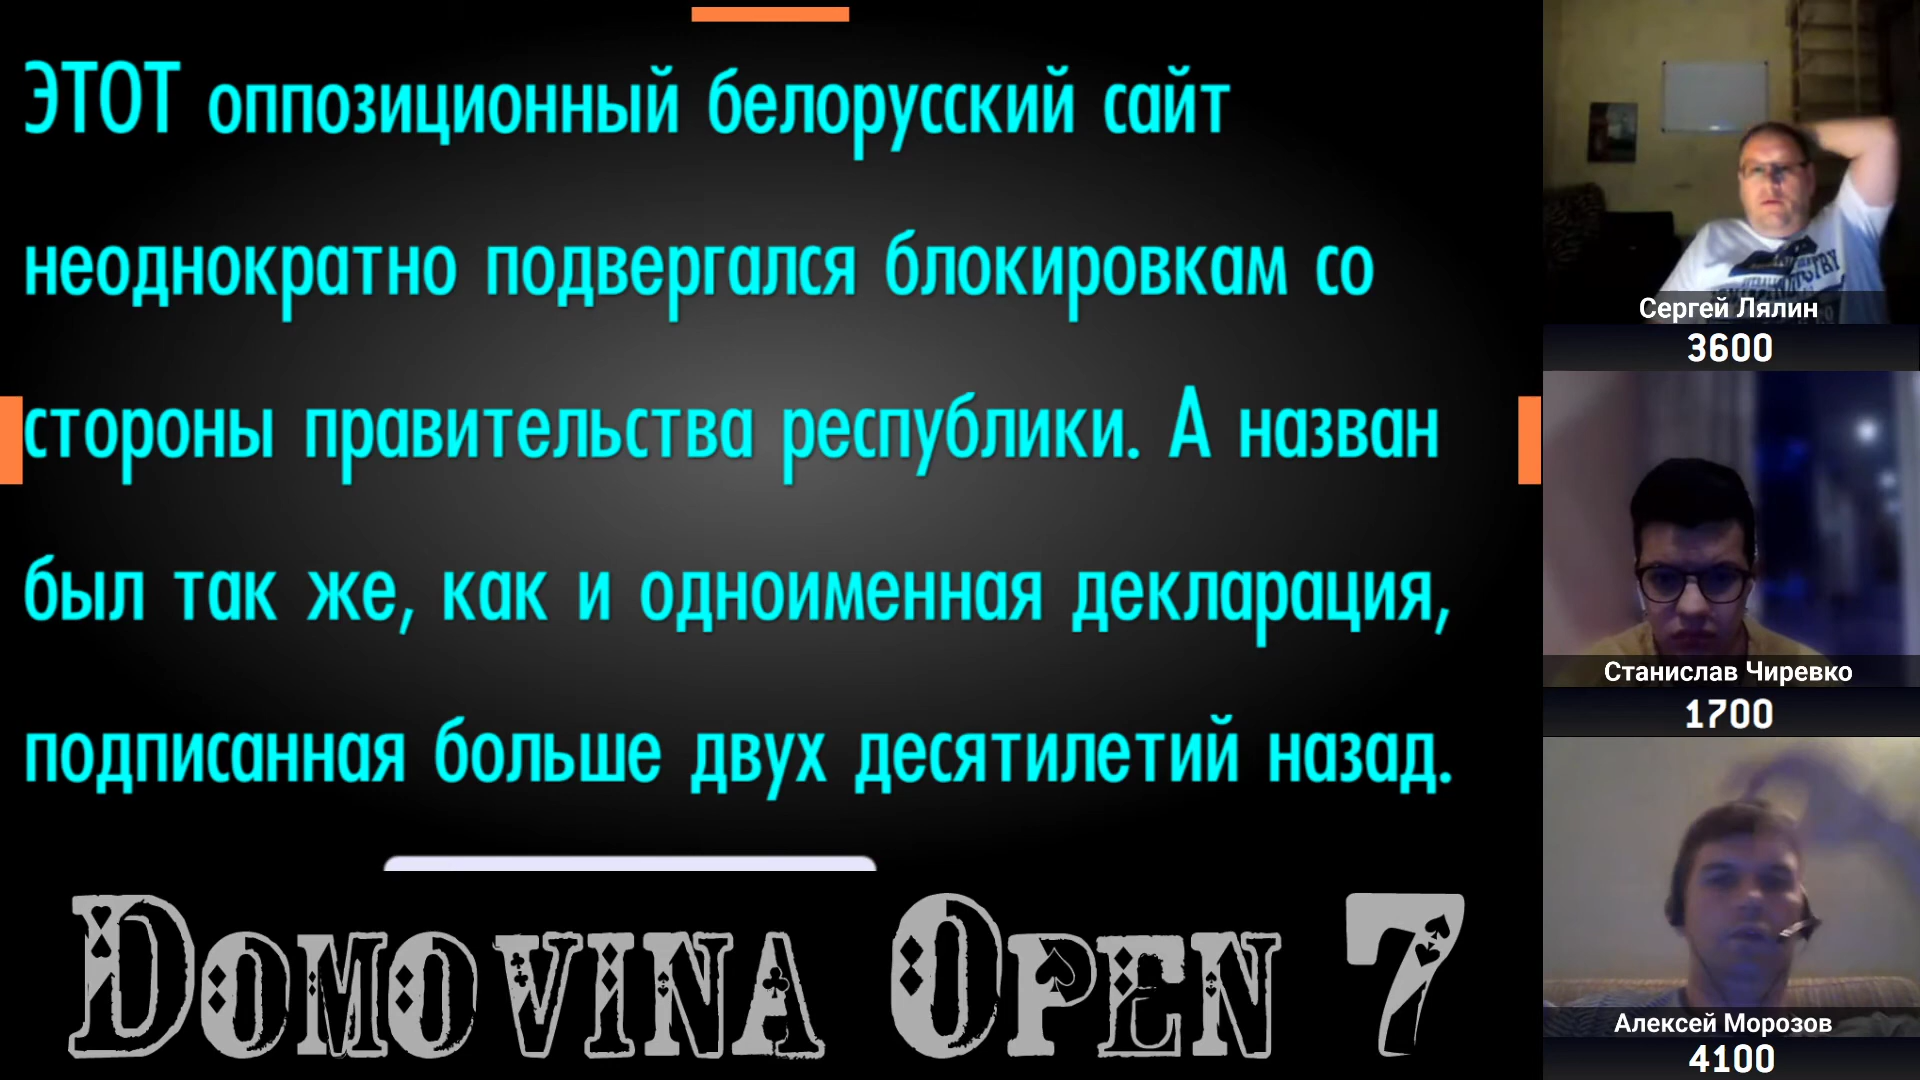 ЭТОТ оппозиционный белорусский сайт
неоднократно подвергался блокировкам со
стороны правительства республики. А назван
был так же, как и одноименная декларация,
подписанная больше двух десятилетий назад.
DOMOVINA OPEN 7
Сергей Лялин
3600
Станислав Чиревко
1700
Алексей Морозов
4100